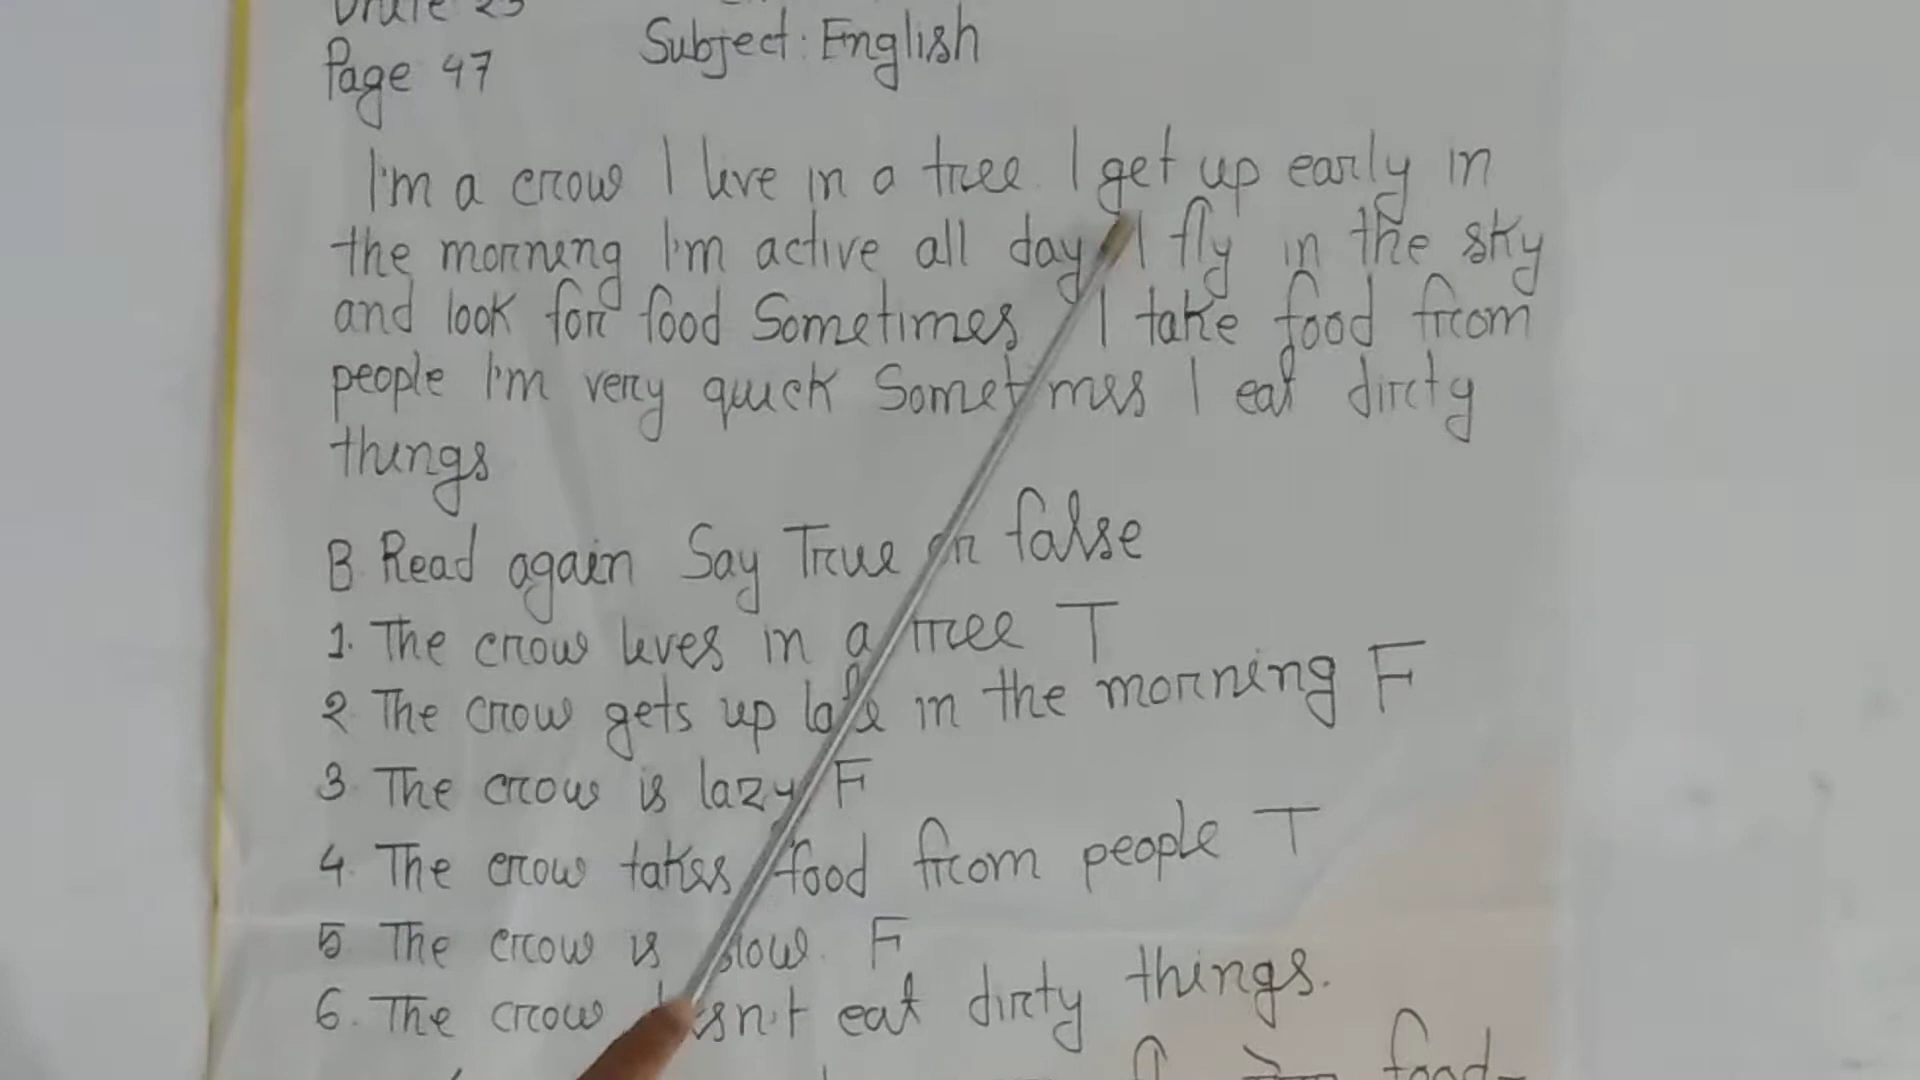 Page 47
Subject: English
I'm a crow I live in a tree. I get up early in
the morning I'm active all day I fly in the sky
and look for food Sometimes I take food from
people I'm very quick Sometimes I eat dirty
things
B. Read again Say True or false
1. The crow lives in a tree T
2 The crow gets up late in the morning F
3 The crow is lazy F
4. The crow takes food from people T
5 The crow is slow. F
6. The crow doesn't eat dirty things.
food